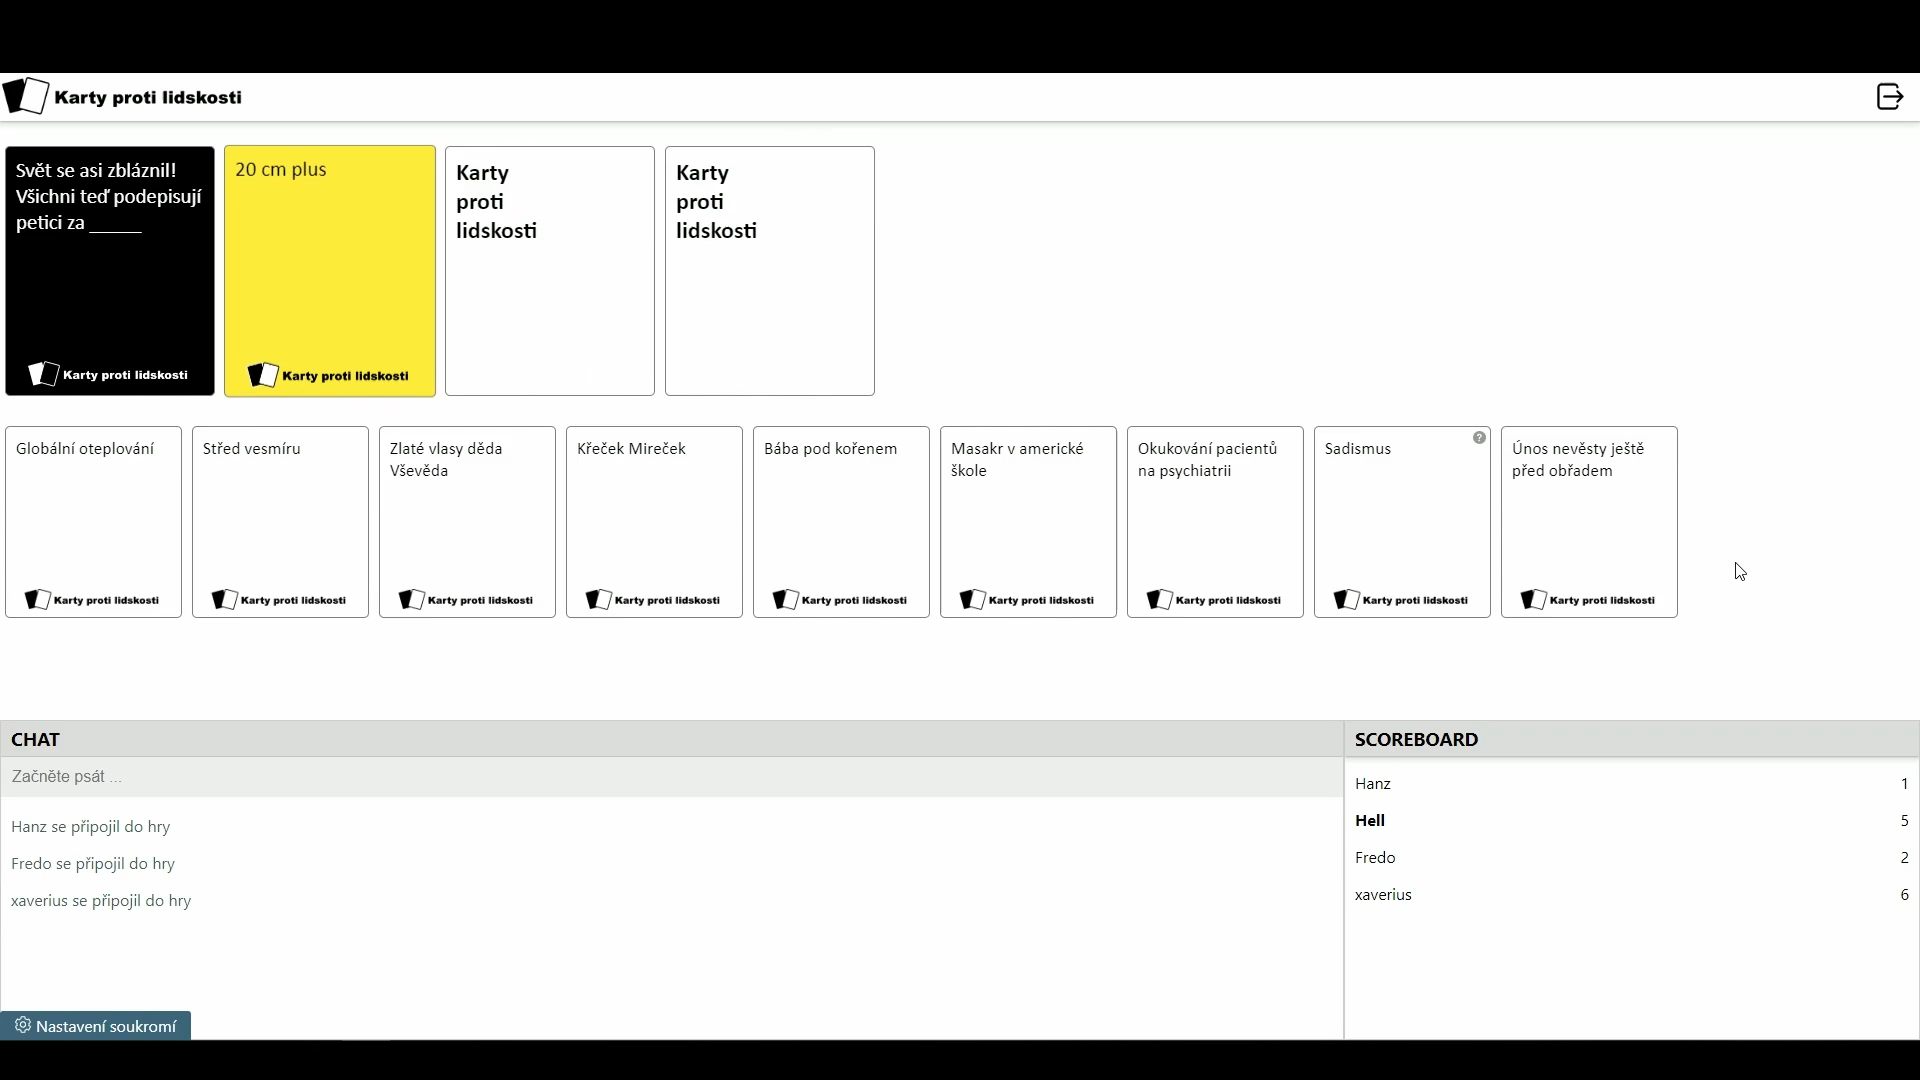 Karty proti lidskosti
Svět se asi zbláznil!
Všichni teď podepisují
petici za ______
Karty proti lidskosti
20 cm plus
Karty proti lidskosti
Karty
proti
lidskosti
Karty
proti
lidskosti
Globální oteplování
Karty proti lidskosti
Střed vesmíru
Karty proti lidskosti
Zlaté vlasy děda
Vševěda
Karty proti lidskosti
Křeček Mireček
Karty proti lidskosti
Bába pod kořenem
Karty proti lidskosti
Masakr v americké
škole
Karty proti lidskosti
Okukování pacientů
na psychiatrii
Karty proti lidskosti
Sadismus
?
Karty proti lidskosti
Únos nevěsty ještě
před obřadem
Karty proti lidskosti
CHAT
Začněte psát ...
Hanz se připojil do hry
Fredo se připojil do hry
xaverius se připojil do hry
Nastavení soukromí
SCOREBOARD
Hanz 1
Hell 5
Fredo 2
xaverius 6